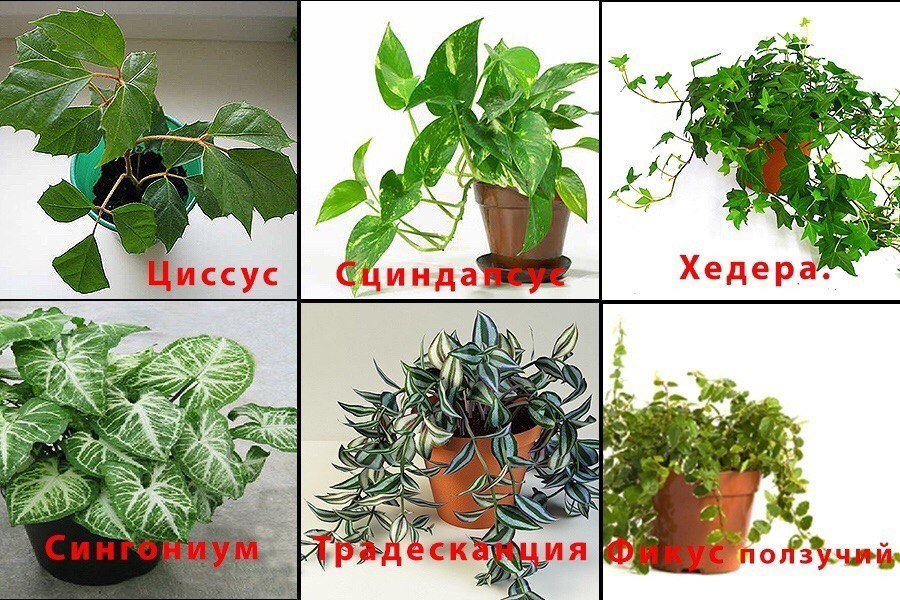 Циссус
Сциндапсус
Хедера.
Сингониум
Традесканция
Фикус ползучий